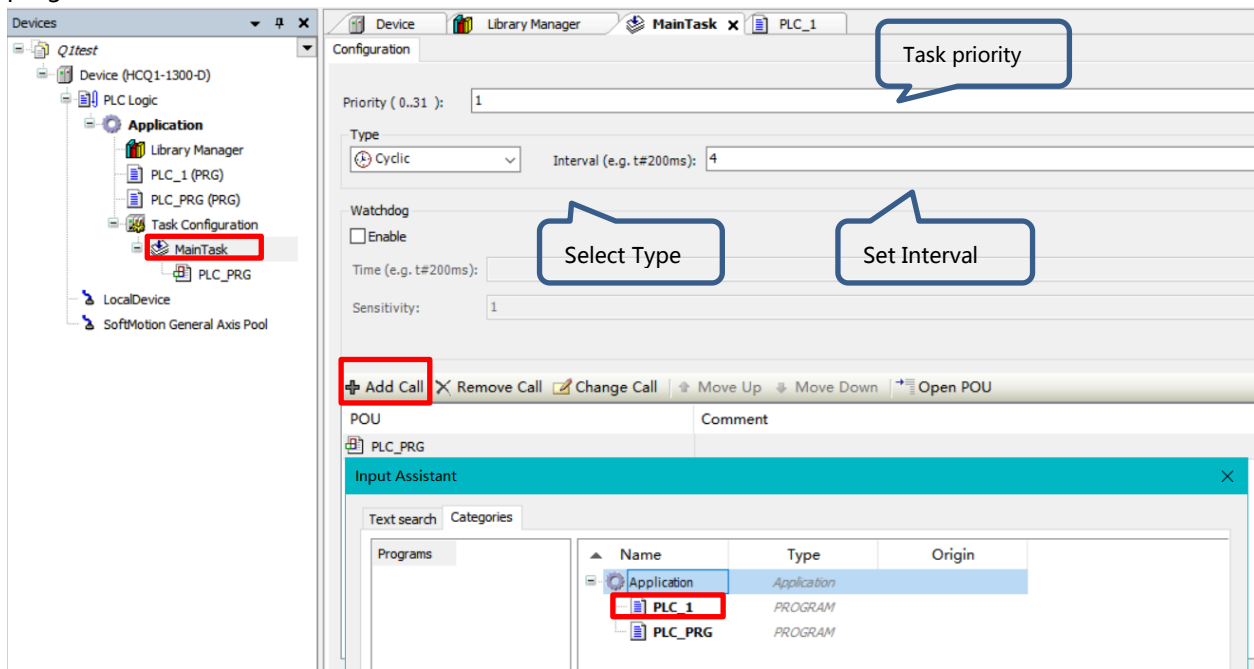 Devices
Q1test
Device (HCQ1-1300-D)
PLC Logic
Application
Library Manager
PLC_1 (PRG)
PLC_PRG (PRG)
Task Configuration
MainTask
PLC_PRG
LocalDevice
SoftMotion General Axis Pool
Device Library Manager MainTask PLC_1
Configuration
Task priority
Priority ( 0..31 ): 1
Type
Cyclic Interval (e.g. t#200ms): 4
Watchdog
Enable
Select Type Set Interval
Time (e.g. t#200ms):
Sensitivity: 1
Add Call Remove Call Change Call Move Up Move Down Open POU
POU Comment
PLC_PRG
Input Assistant
Text search Categories
Programs
Name Type Origin
Application Application
PLC_1 PROGRAM
PLC_PRG PROGRAM